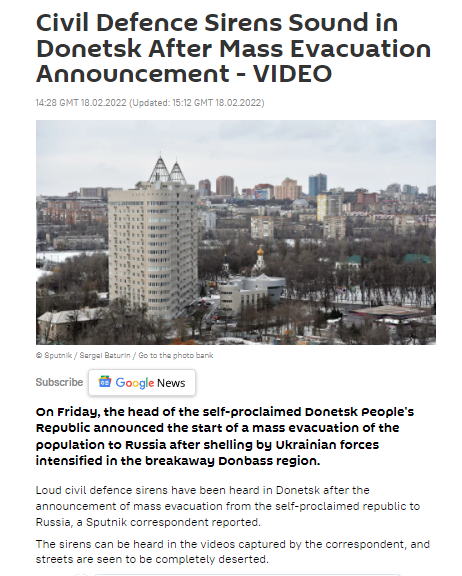 Civil Defence Sirens Sound in
Donetsk After Mass Evacuation
Announcement - VIDEO
14:28 GMT 18.02.2022 (Updated: 15:12 GMT 18.02.2022)
© Sputnik / Sergei Baturin / Go to the photo bank
Subscribe
Google News
On Friday, the head of the self-proclaimed Donetsk People's
Republic announced the start of a mass evacuation of the
population to Russia after shelling by Ukrainian forces
intensified in the breakaway Donbass region.
Loud civil defence sirens have been heard in Donetsk after the
announcement of mass evacuation from the self-proclaimed republic to
Russia, a Sputnik correspondent reported.
The sirens can be heard in the videos captured by the correspondent, and
streets are seen to be completely deserted.